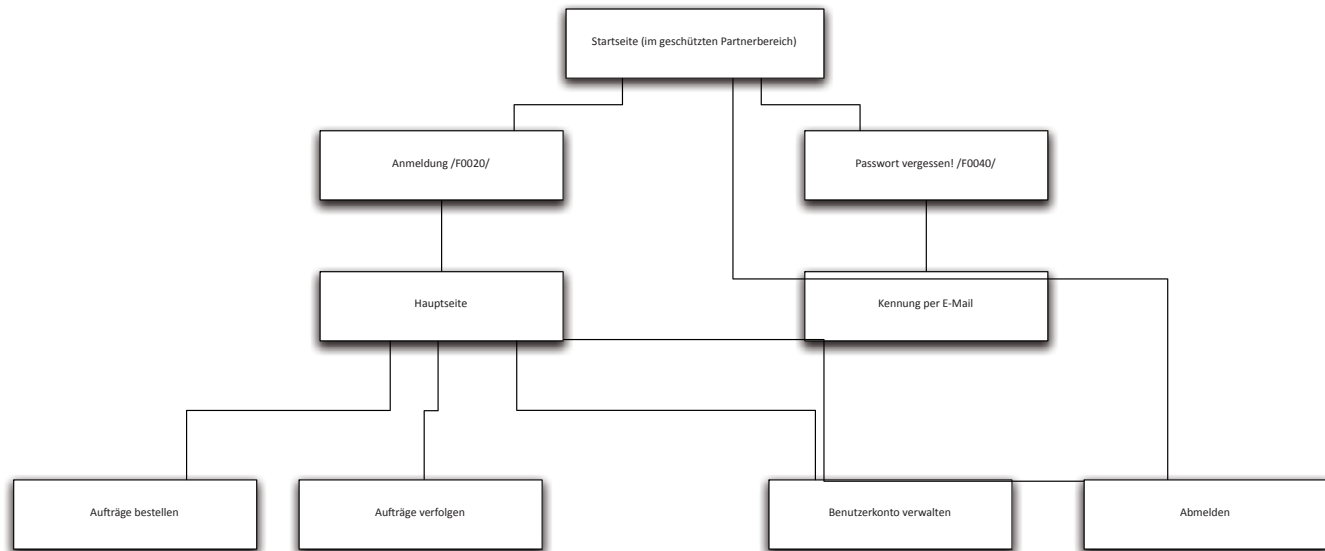 Startseite (im geschützten Partnerbereich)
Anmeldung /F0020/
Passwort vergessen! /F0040/
Hauptseite
Kennung per E-Mail
Aufträge bestellen
Aufträge verfolgen
Benutzerkonto verwalten
Abmelden